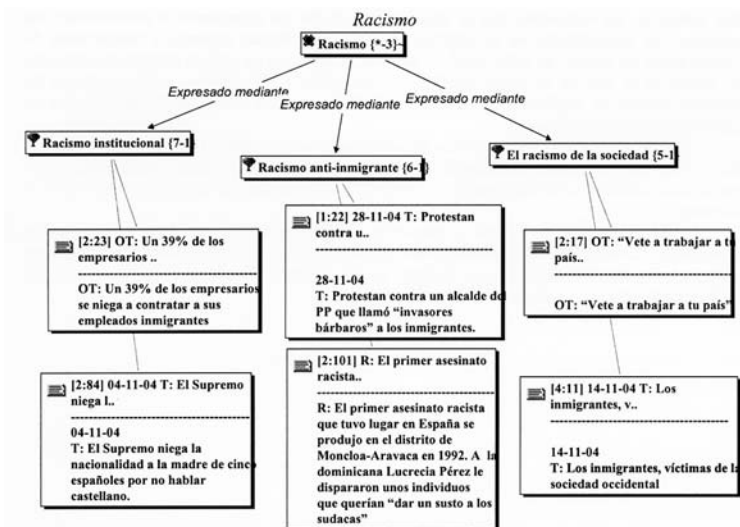 Racismo
Racismo {*-3}~
Expresado mediante
Expresado mediante
Expresado mediante
Racismo institucional {7-1}
Racismo anti-inmigrante {6-1}
El racismo de la sociedad {5-1}
[2:23] OT: Un 39% de los
empresarios ..
OT: Un 39% de los empresarios
se niega a contratar a sus
empleados inmigrantes
[2:84] 04-11-04 T: El Supremo
niega l..
04-11-04
T: El Supremo niega la
nacionalidad a la madre de cinco
españoles por no hablar
castellano.
[1:22] 28-11-04 T: Protestan
contra u..
28-11-04
T: Protestan contra un alcalde del
PP que llamó “invasores
bárbaros” a los inmigrantes.
[2:101] R: El primer asesinato
racista..
R: El primer asesinato racista
que tuvo lugar en España se
produjo en el distrito de
Moncloa-Aravaca en 1992. A la
dominicana Lucrecia Pérez le
dispararon unos individuos
que querían “dar un susto a los
sudacas”
[2:17] OT: “Vete a trabajar a tu
país..
OT: “Vete a trabajar a tu país”
[4:11] 14-11-04 T: Los
inmigrantes, v..
14-11-04
T: Los inmigrantes, víctimas de la
sociedad occidental